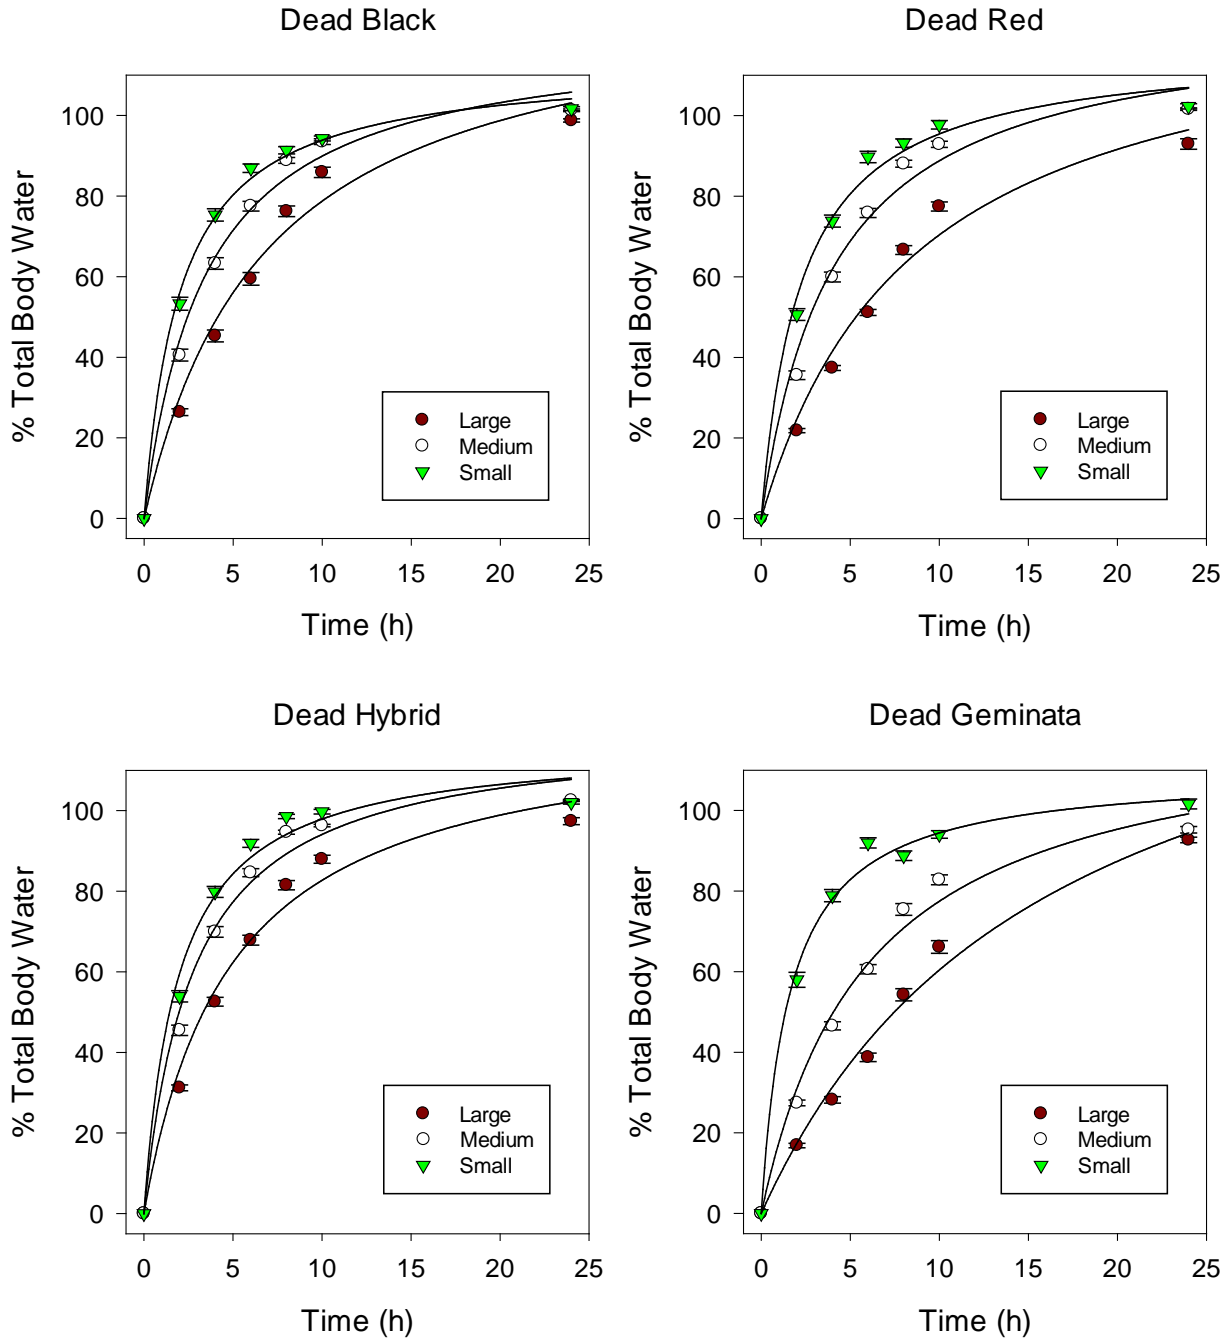 Dead Black
% Total Body Water
100
80
60
40
20
0
Large
Medium
Small
0 5 10 15 20 25
Time (h)
Dead Red
% Total Body Water
100
80
60
40
20
0
Large
Medium
Small
0 5 10 15 20 25
Time (h)
Dead Hybrid
% Total Body Water
100
80
60
40
20
0
Large
Medium
Small
0 5 10 15 20 25
Time (h)
Dead Geminata
% Total Body Water
100
80
60
40
20
0
Large
Medium
Small
0 5 10 15 20 25
Time (h)